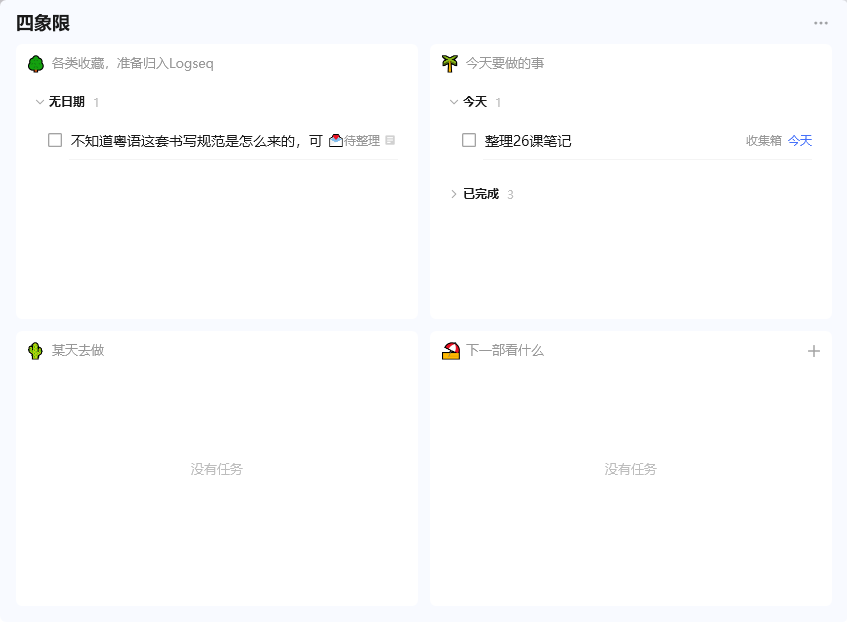 四象限
各类收藏，准备归入Logseq
无日期 1
不知道粤语这套书写规范是怎么来的，可 待整理
今天要做的事
今天 1
整理26课笔记 收集箱 今天
已完成 3
某天去做
没有任务
下一部看什么
没有任务